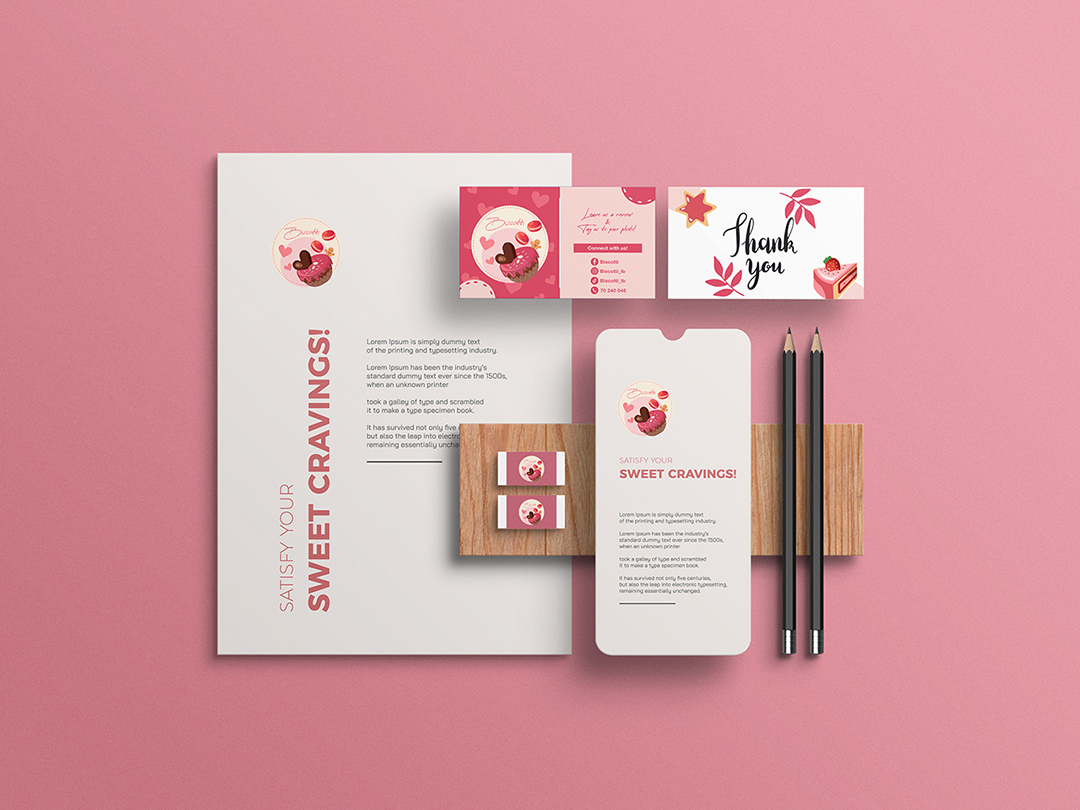 Biscotti
SATISFY YOUR
SWEET CRAVINGS!
Lorem Ipsum is simply dummy text
of the printing and typesetting industry.
Lorem Ipsum has been the industry's
standard dummy text ever since the 1500s,
when an unknown printer
took a galley of type and scrambled
it to make a type specimen book.
It has survived not only five
but also the leap into electronic
remaining essentially
Biscotti
Leave us a review
&
Tag us to your photo!
Connect with us!
Biscotti
Biscotti_lb
Biscotti_lb
70 240 046
Thank
you
Biscotti
SATISFY YOUR
SWEET CRAVINGS!
Lorem Ipsum is simply dummy text
of the printing and typesetting industry.
Lorem Ipsum has been the industry's
standard dummy text ever since the 1500s,
when an unknown printer
took a galley of type and scrambled
it to make a type specimen book.
It has survived not only five centuries,
but also the leap into electronic typesetting,
remaining essentially unchanged.